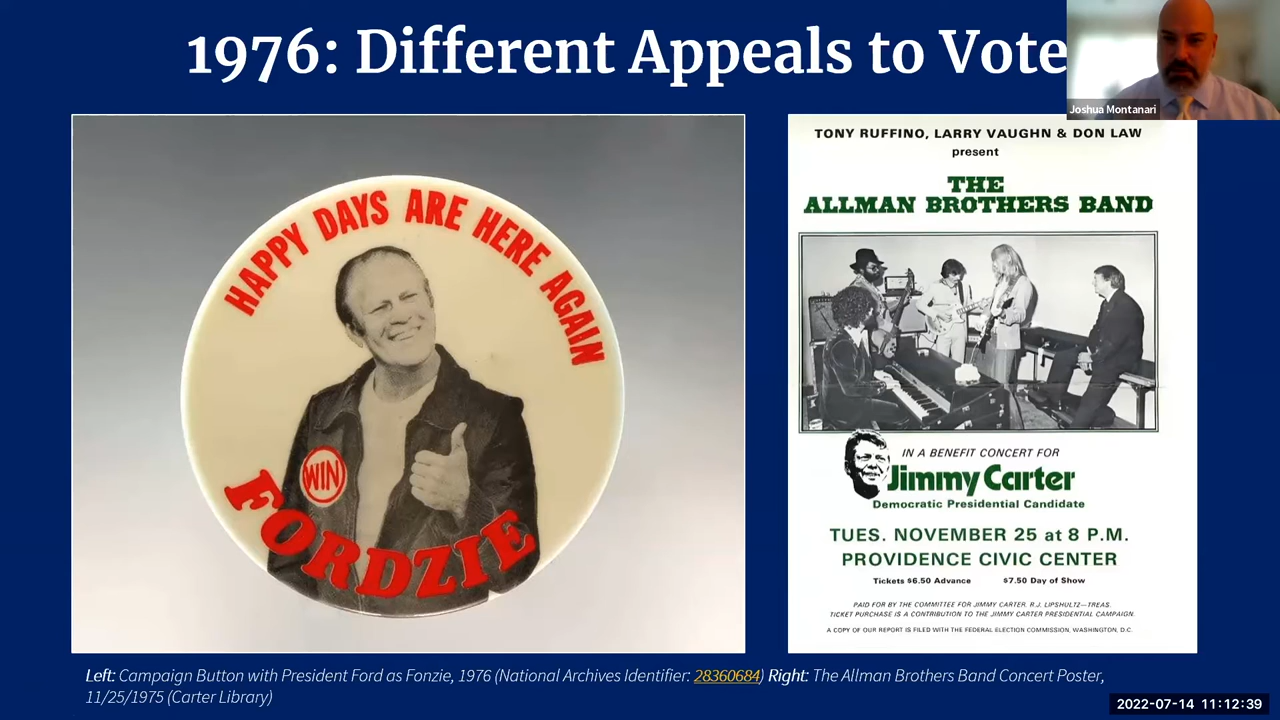 1976: Different Appeals to Vote
Joshua Montanari
HAPPY DAYS ARE HERE AGAIN
WIN
FORDZIE
TONY RUFFINO, LARRY VAUGHN & DON LAW
present
THE
ALLMAN BROTHERS BAND
IN A BENEFIT CONCERT FOR
Jimmy Carter
Democratic Presidential Candidate
TUES. NOVEMBER 25 at 8 P.M.
PROVIDENCE CIVIC CENTER
Tickets $6.50 Advance $7.50 Day of Show
PAID FOR BY THE COMMITTEE FOR JIMMY CARTER, R.J. LIPSHULTZ—TREAS.
TICKET PURCHASE IS A CONTRIBUTION TO THE JIMMY CARTER PRESIDENTIAL CAMPAIGN.
A COPY OF OUR REPORT IS FILED WITH THE FEDERAL ELECTION COMMISSION, WASHINGTON, D.C.
Left: Campaign Button with President Ford as Fonzie, 1976 (National Archives Identifier: 28360684) Right: The Allman Brothers Band Concert Poster,
11/25/1975 (Carter Library)
2022-07-14 11:12:39